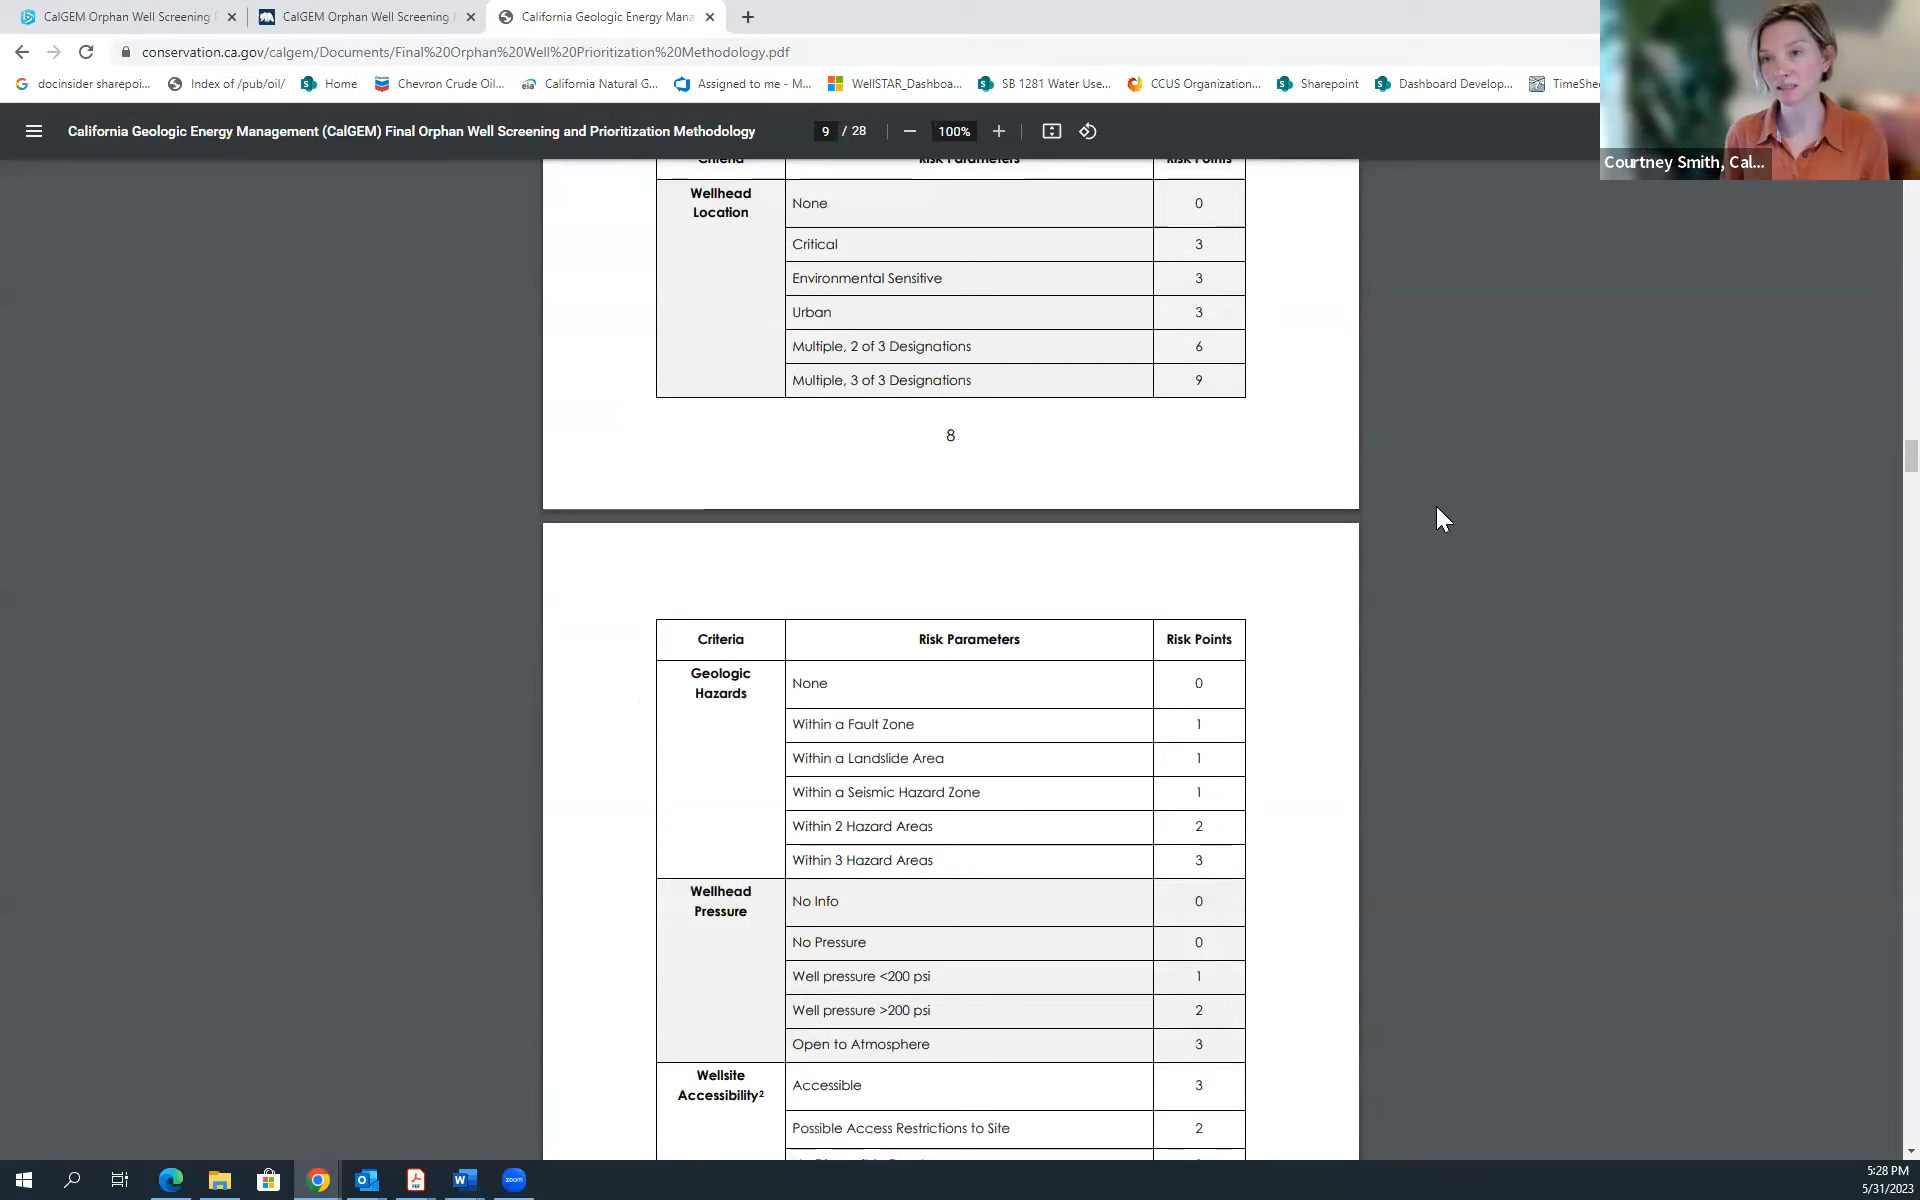 CalGEM Orphan Well Screening
CalGEM Orphan Well Screening
California Geologic Energy Mana
conservation.ca.gov/calgem/Documents/Final%20Orphan%20Well%20Prioritization%20Methodology.pdf
docinsider sharepoi...
Index of /pub/oil/
Home
Chevron Crude Oil...
California Natural G...
Assigned to me - M...
WellSTAR_Dashboa...
SB 1281 Water Use...
CCUS Organization...
Sharepoint
Dashboard Develop...
TimeShe
California Geologic Energy Management (CalGEM) Final Orphan Well Screening and Prioritization Methodology
9 / 28
100%
Courtney Smith, Cal...
Criteria Risk Parameters Risk Points
Wellhead
Location
None 0
Critical 3
Environmental Sensitive 3
Urban 3
Multiple, 2 of 3 Designations 6
Multiple, 3 of 3 Designations 9
8
Criteria Risk Parameters Risk Points
Geologic
Hazards
None 0
Within a Fault Zone 1
Within a Landslide Area 1
Within a Seismic Hazard Zone 1
Within 2 Hazard Areas 2
Within 3 Hazard Areas 3
Wellhead
Pressure
No Info 0
No Pressure 0
Well pressure <200 psi 1
Well pressure >200 psi 2
Open to Atmosphere 3
Wellsite
Accessibility²
Accessible 3
Possible Access Restrictions to Site 2
zoom
5:28 PM
5/31/2023